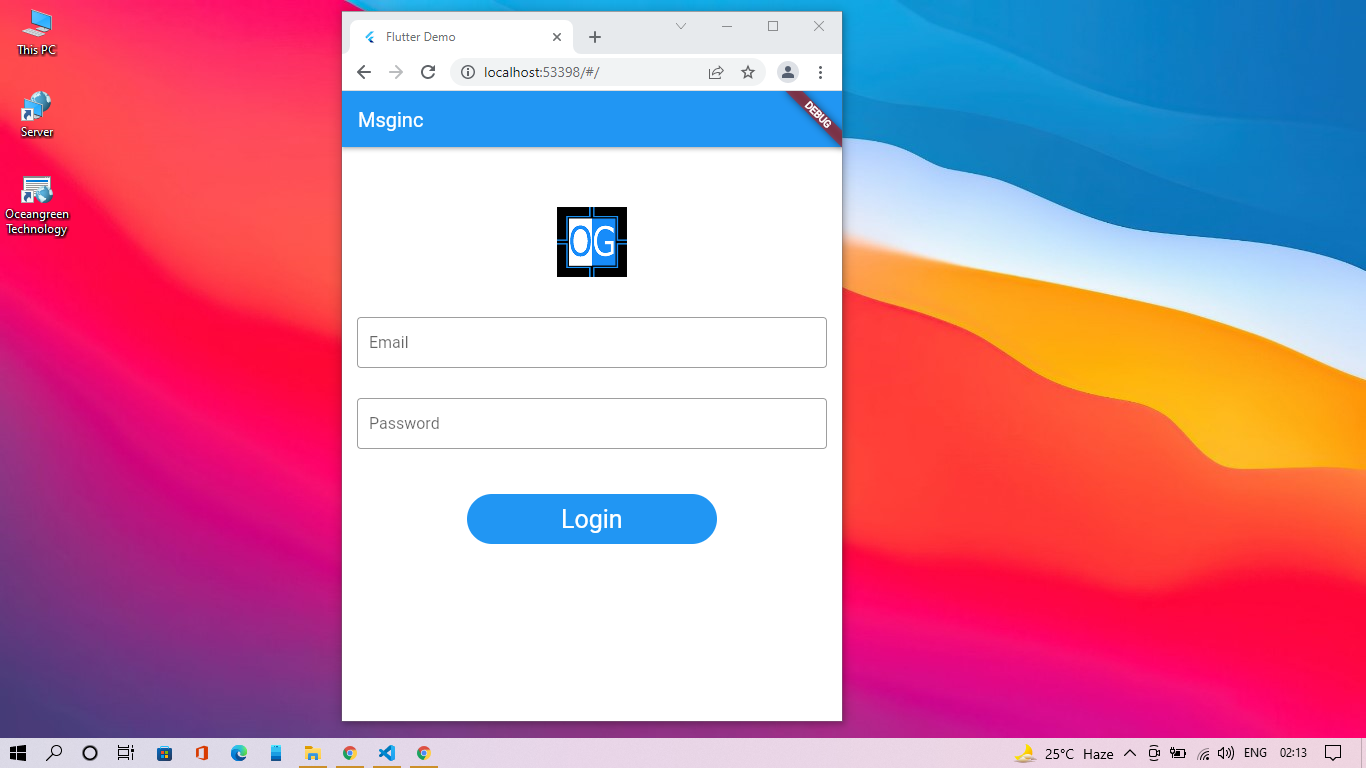 This PC
Server
Oceangreen
Technology
Flutter Demo
localhost:53398/#/
Msginc
DEBUG
OG
Email
Password
Login
25°C Haze
ENG
02:13